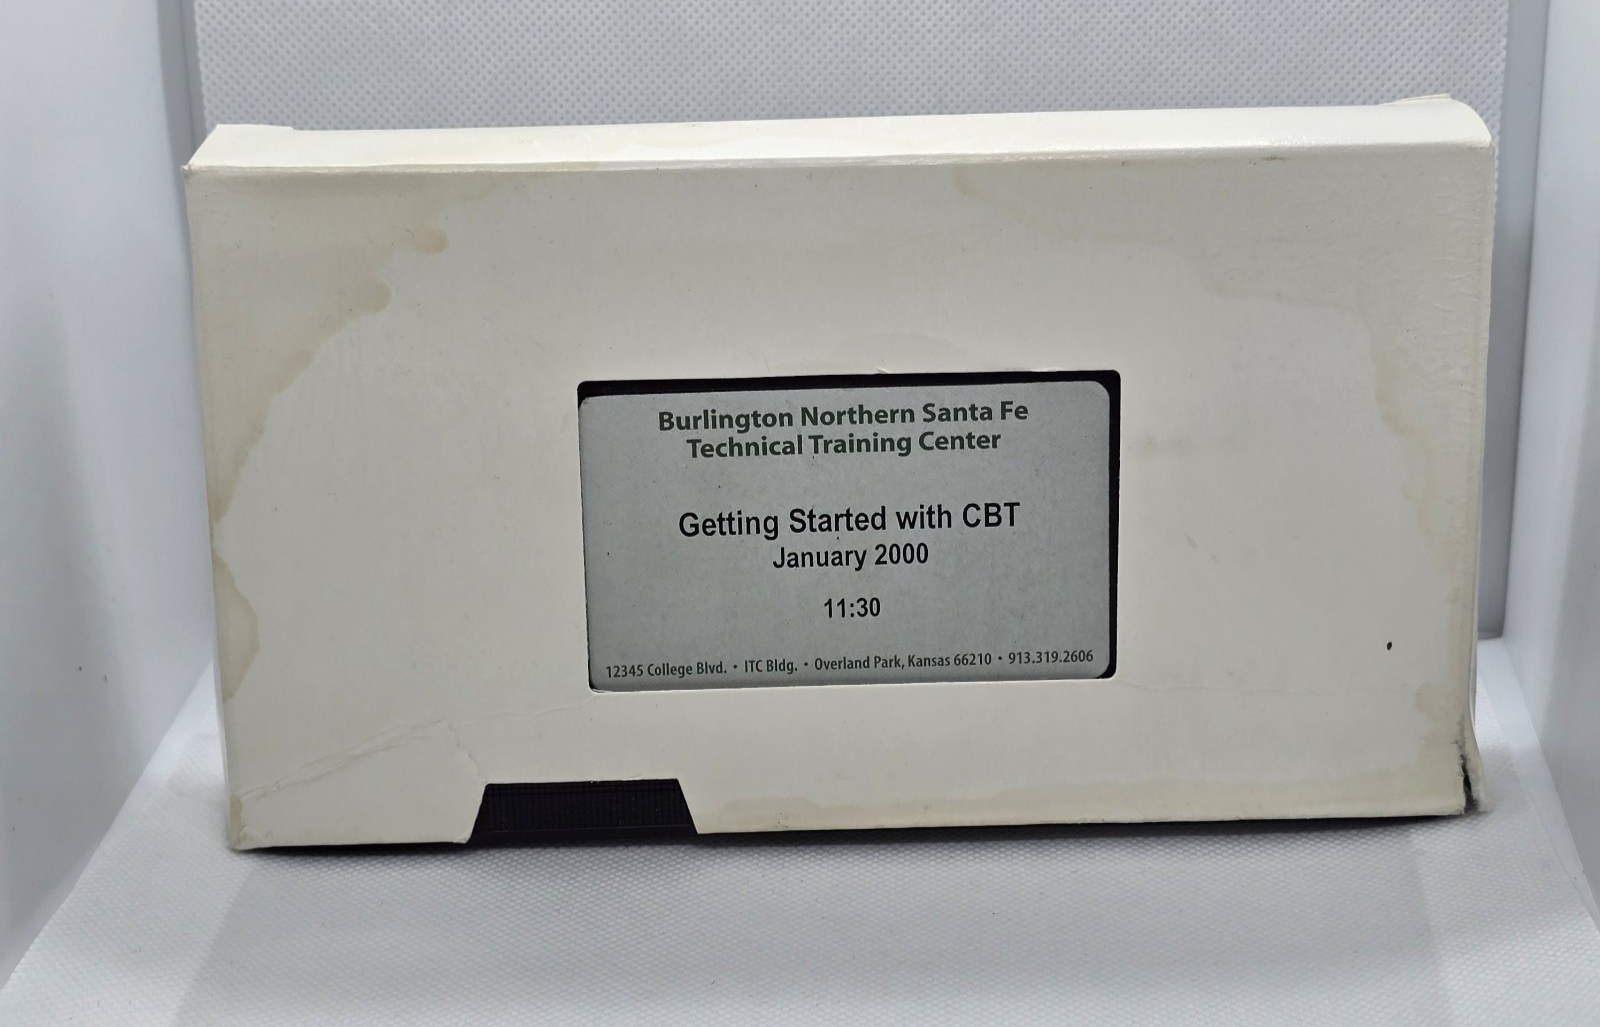 Burlington Northern Santa Fe
Technical Training Center
Getting Started with CBT
January 2000
11:30
12345 College Blvd. • ITC Bldg. • Overland Park, Kansas 66210 • 913.319.2606